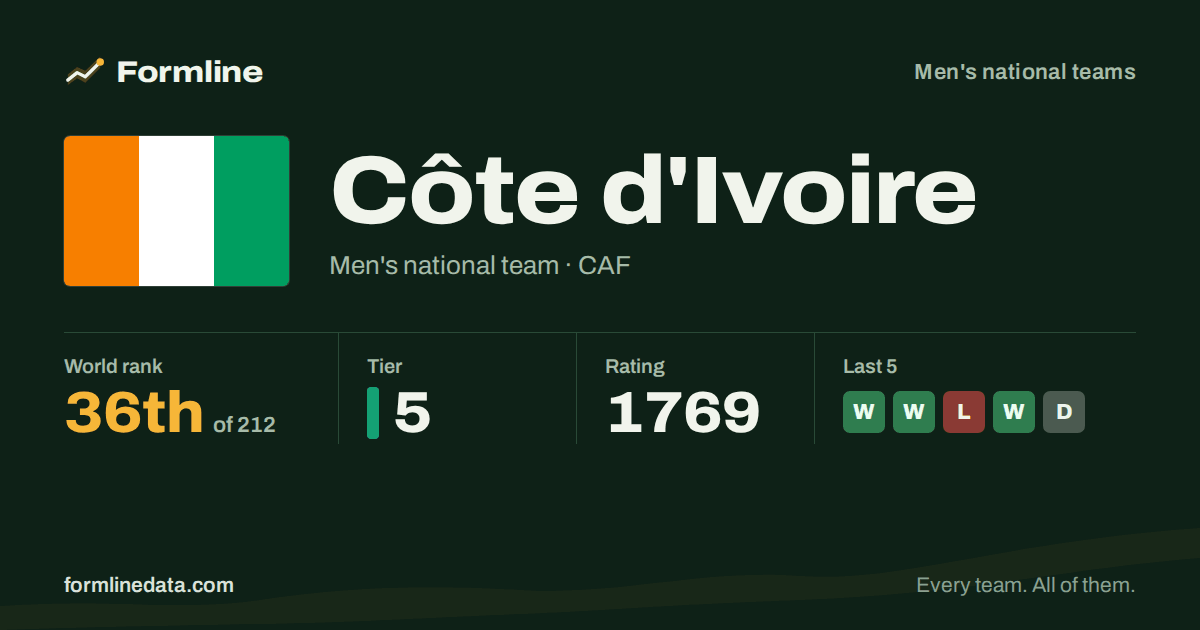 Formline
Men's national teams
Côte d'Ivoire
Men's national team · CAF
World rank
36th of 212
Tier
5
Rating
1769
Last 5
W W L W D
formlinedata.com
Every team. All of them.